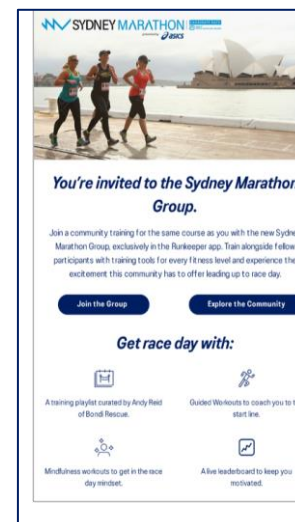 SYDNEY MARATHON
presented by asics
You're invited to the Sydney Marathon
Group.
Join a community training for the same course as you with the new Sydne
Marathon Group, exclusively in the Runkeeper app. Train alongside fellow
participants with training tools for every fitness level and experience the
excitement this community has to offer leading up to race day.
Join the Group
Explore the Community
Get race day with:
A training playlist curated by Andy Reid
of Bondi Rescue.
Guided Workouts to coach you to t
start line.
Mindfulness workouts to get in the race
day mindset.
A live leaderboard to keep you
motivated.